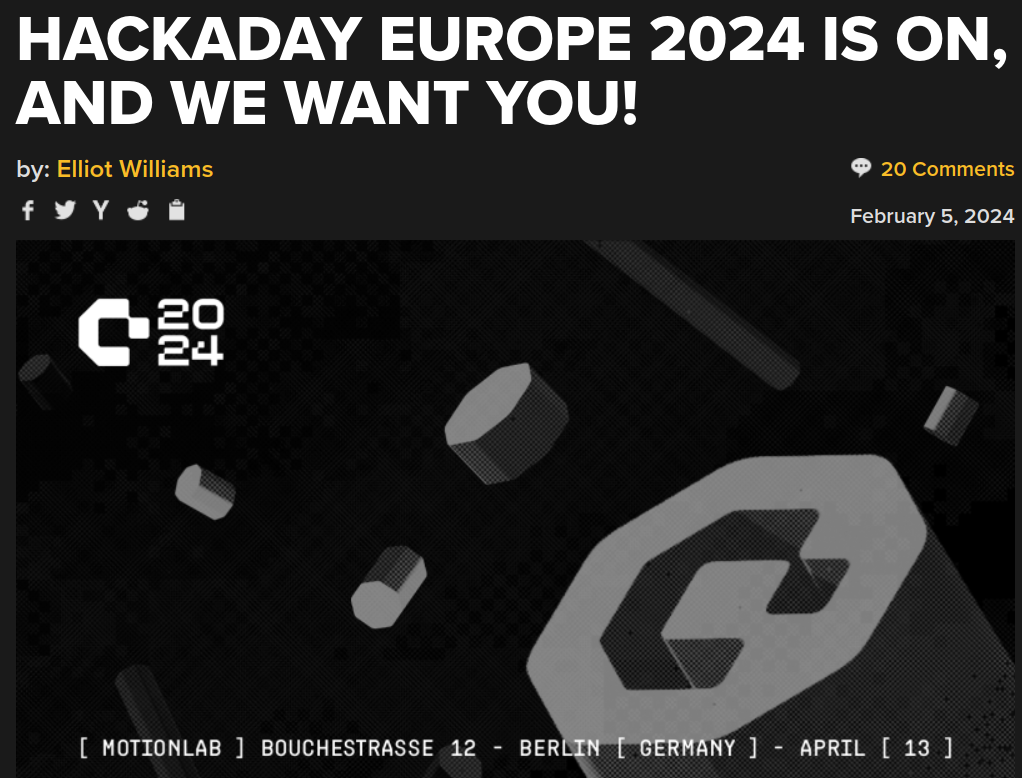 HACKADAY EUROPE 2024 IS ON,
AND WE WANT YOU!
by: Elliot Williams
20 Comments
February 5, 2024
20
24
[ MOTIONLAB ] BOUCHESTRASSE 12 - BERLIN [ GERMANY ] - APRIL [ 13 ]